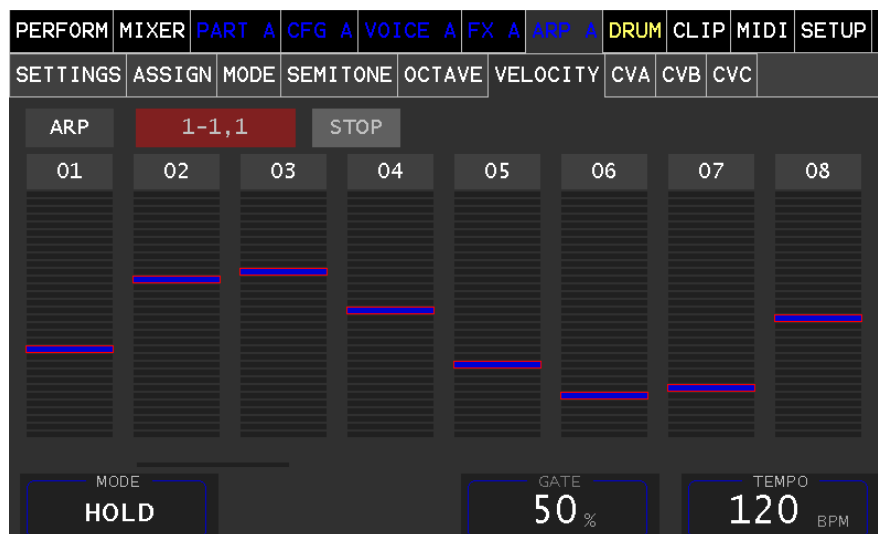 PERFORM MIXER PART A CFG A VOICE A FX A ARP A DRUM CLIP MIDI SETUP
SETTINGS ASSIGN MODE SEMITONE OCTAVE VELOCITY CVA CVB CVC
ARP 1-1,1 STOP
01 02 03 04 05 06 07 08
MODE GATE TEMPO
HOLD 50 % 120 BPM